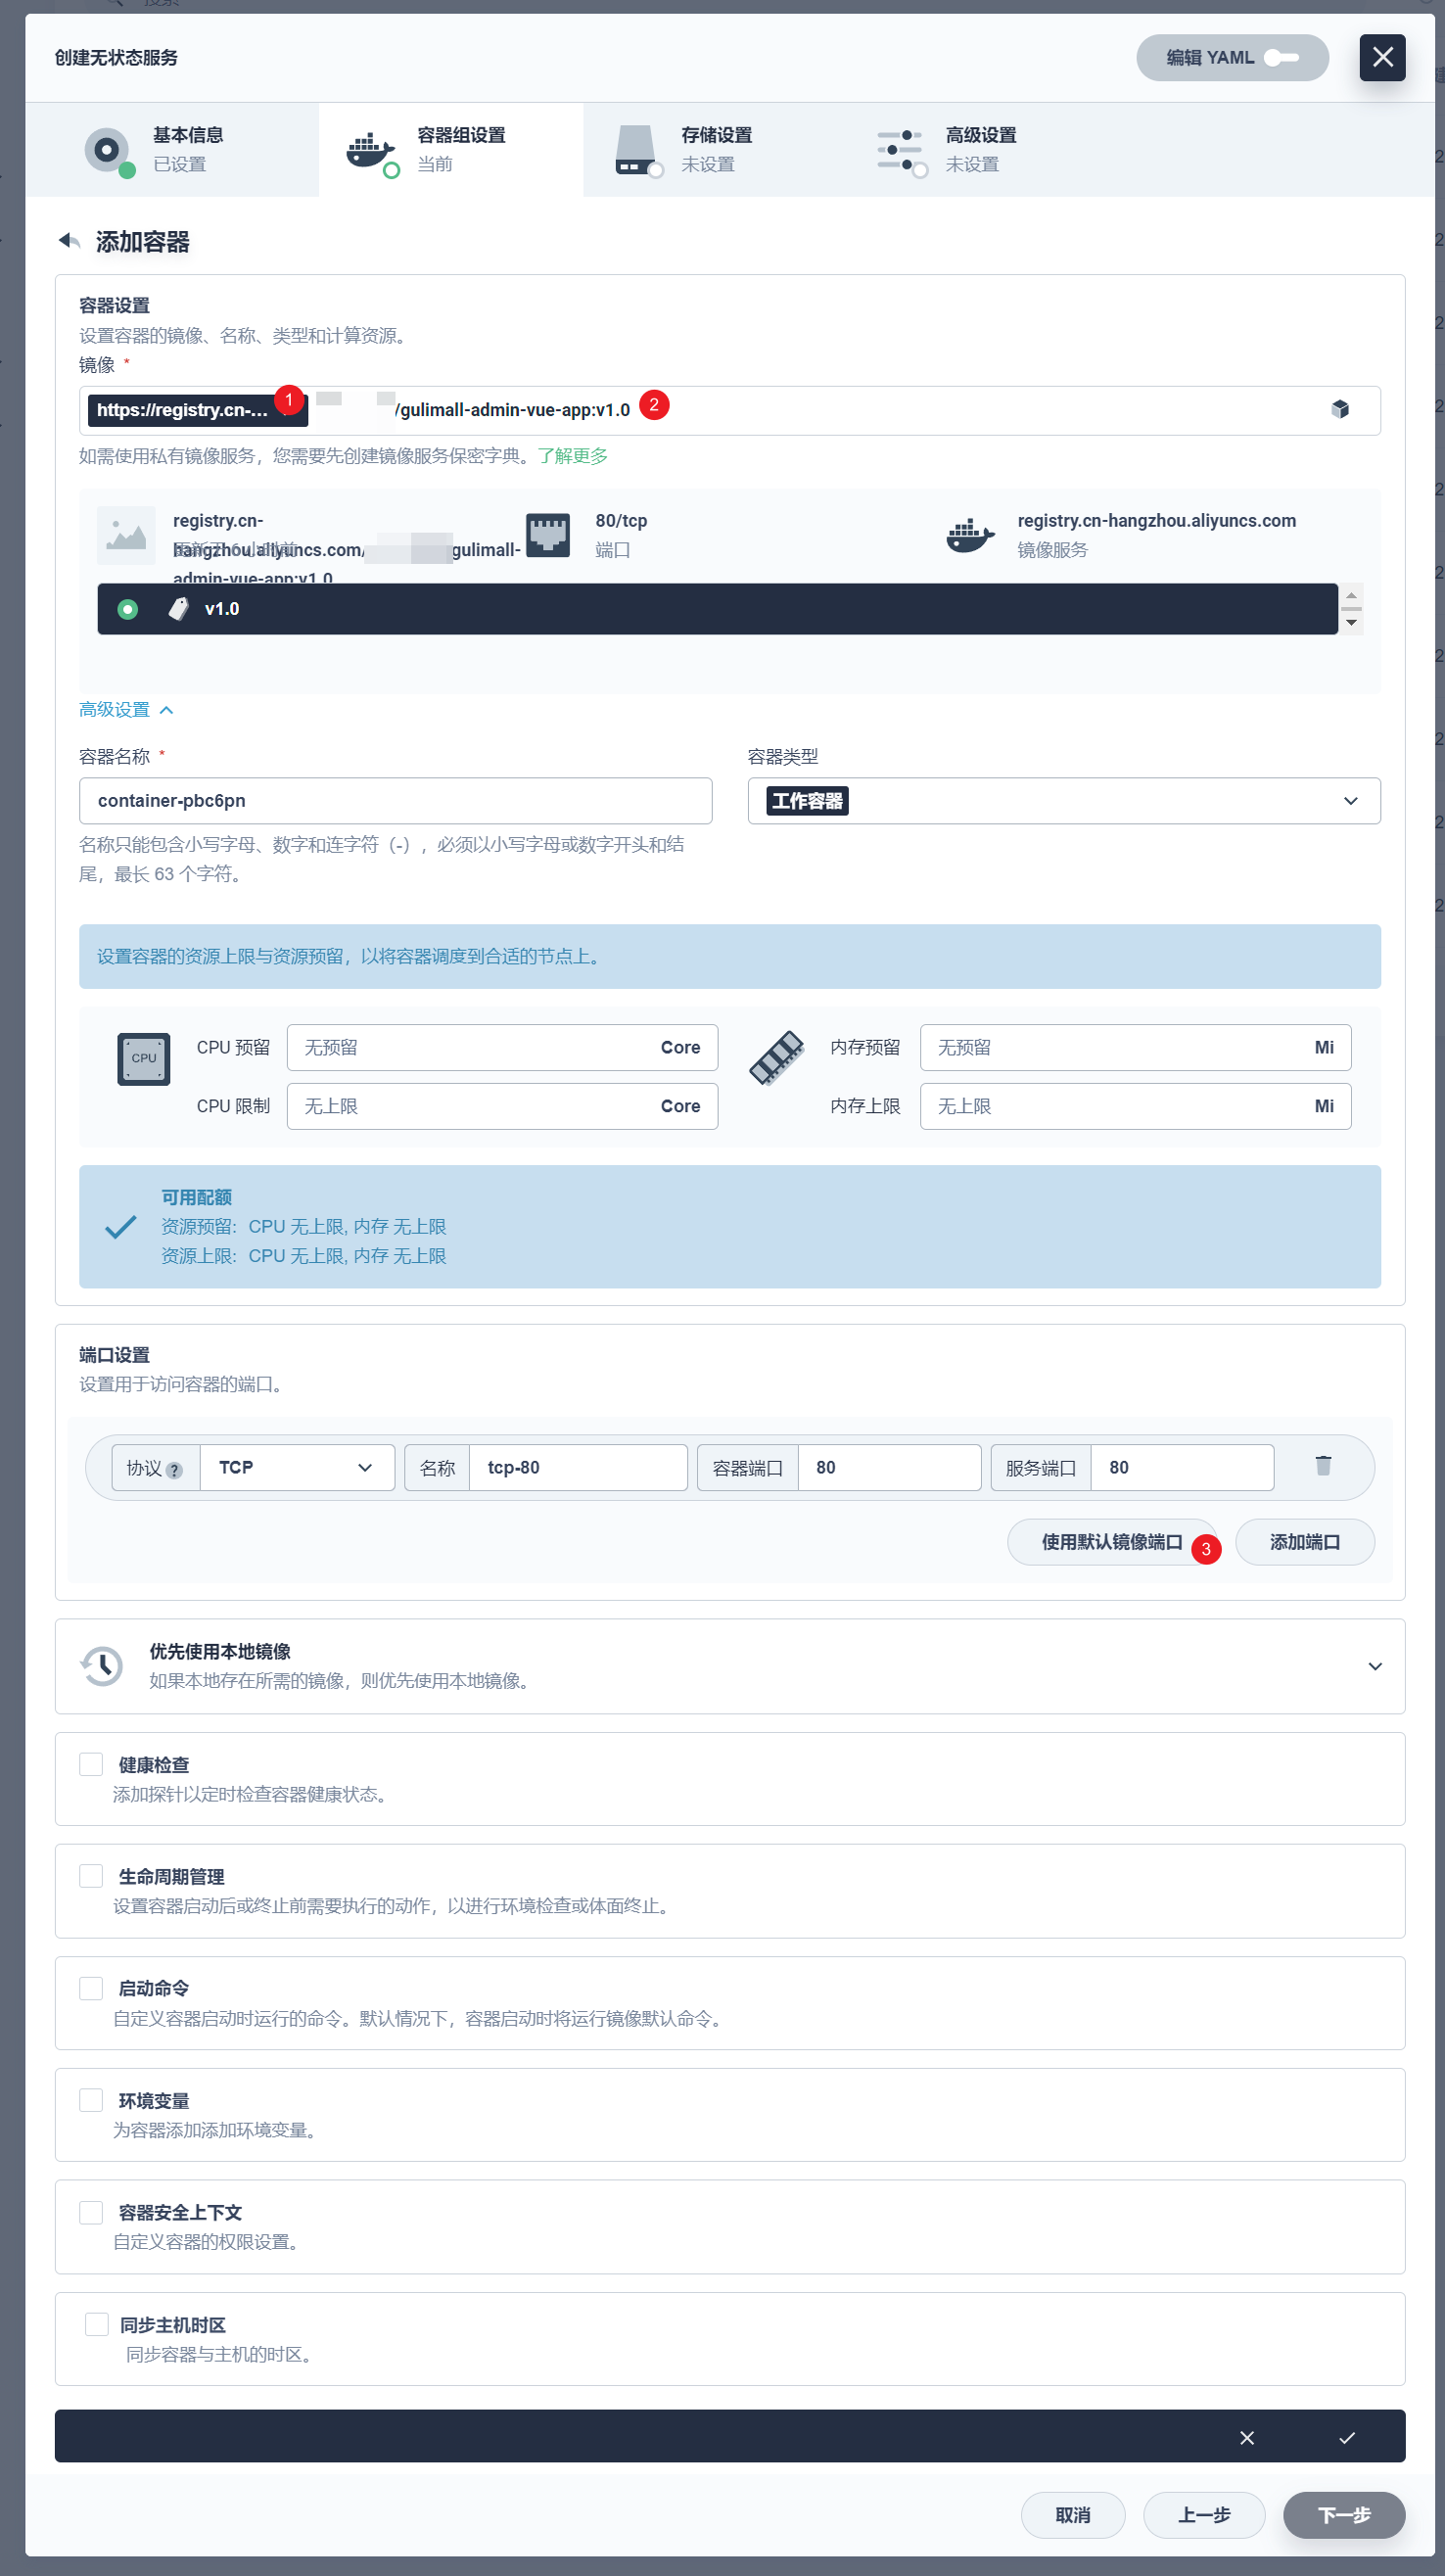 创建无状态服务
编辑 YAML
基本信息
已设置
容器组设置
当前
存储设置
未设置
高级设置
未设置
添加容器
容器设置
设置容器的镜像、名称、类型和计算资源。
镜像 *
https://registry.cn-... 1 /gulimall-admin-vue-app:v1.0 2
如需使用私有镜像服务，您需要先创建镜像服务保密字典。了解更多
registry.cn-
hangzhou.aliyuncs.com/ gulimall-
admin-vue-app:v1.0
更新于 6 小时前
80/tcp
端口
registry.cn-hangzhou.aliyuncs.com
镜像服务
v1.0
高级设置
容器名称 *
container-pbc6pn
名称只能包含小写字母、数字和连字符（-），必须以小写字母或数字开头和结
尾，最长 63 个字符。
容器类型
工作容器
设置容器的资源上限与资源预留，以将容器调度到合适的节点上。
CPU
CPU 预留 无预留 Core
内存预留 无预留 Mi
CPU 限制 无上限 Core
内存上限 无上限 Mi
可用配额
资源预留：CPU 无上限, 内存 无上限
资源上限：CPU 无上限, 内存 无上限
端口设置
设置用于访问容器的端口。
协议 ? TCP 名称 tcp-80 容器端口 80 服务端口 80
使用默认镜像端口 3 添加端口
优先使用本地镜像
如果本地存在所需的镜像，则优先使用本地镜像。
健康检查
添加探针以定时检查容器健康状态。
生命周期管理
设置容器启动后或终止前需要执行的动作，以进行环境检查或体面终止。
启动命令
自定义容器启动时运行的命令。默认情况下，容器启动时将运行镜像默认命令。
环境变量
为容器添加添加环境变量。
容器安全上下文
自定义容器的权限设置。
同步主机时区
同步容器与主机的时区。
取消 上一步 下一步